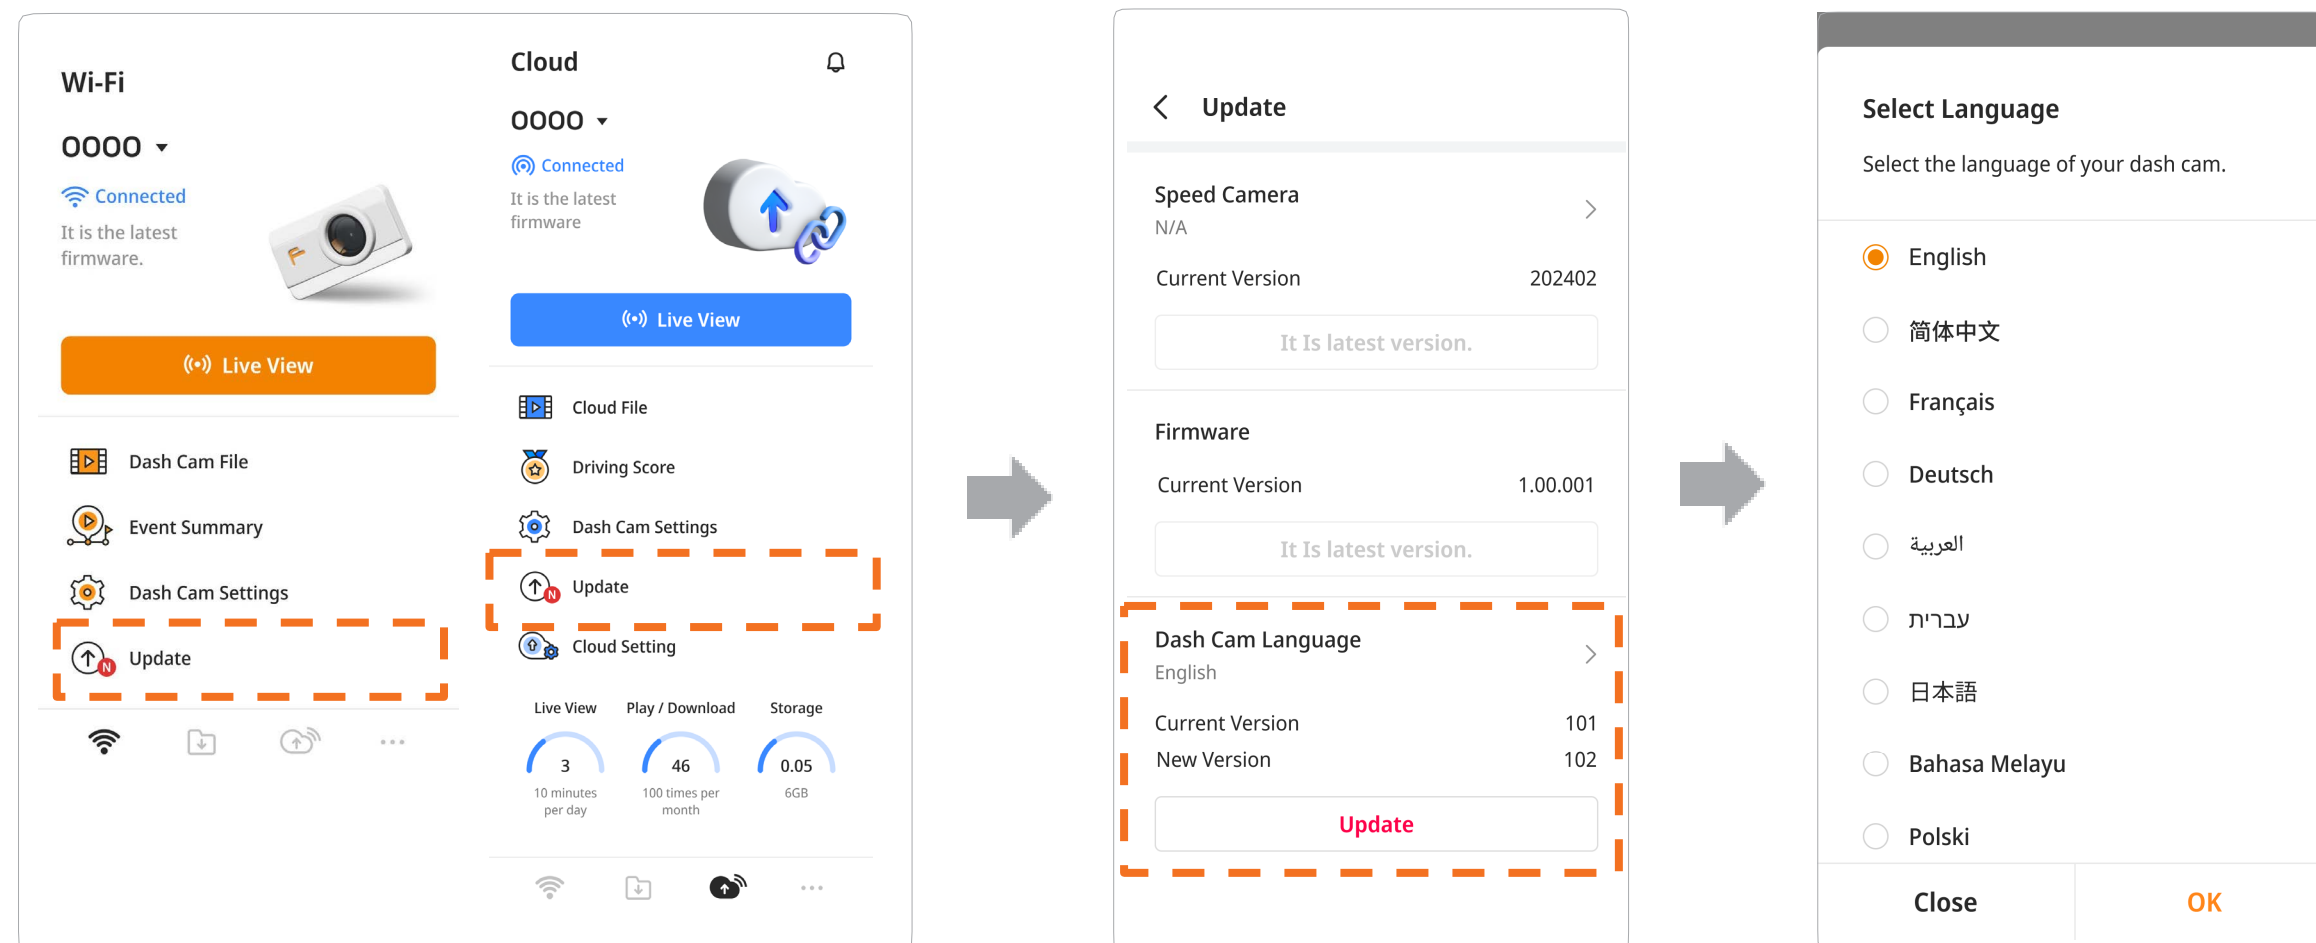 Wi-Fi
OOOO
Connected
It is the latest
firmware.
Live View
Dash Cam File
Event Summary
Dash Cam Settings
N
Update
Cloud
OOOO
Connected
It is the latest
firmware
Live View
Cloud File
Driving Score
Dash Cam Settings
N
Update
Cloud Setting
Live View
Play / Download
Storage
3
46
0.05
10 minutes
per day
100 times per
month
6GB
Update
Speed Camera
N/A
Current Version 202402
It Is latest version.
Firmware
Current Version 1.00.001
It Is latest version.
Dash Cam Language
English
Current Version 101
New Version 102
Update
Select Language
Select the language of your dash cam.
English
简体中文
Français
Deutsch
العربية
עברית
日本語
Bahasa Melayu
Polski
Close
OK